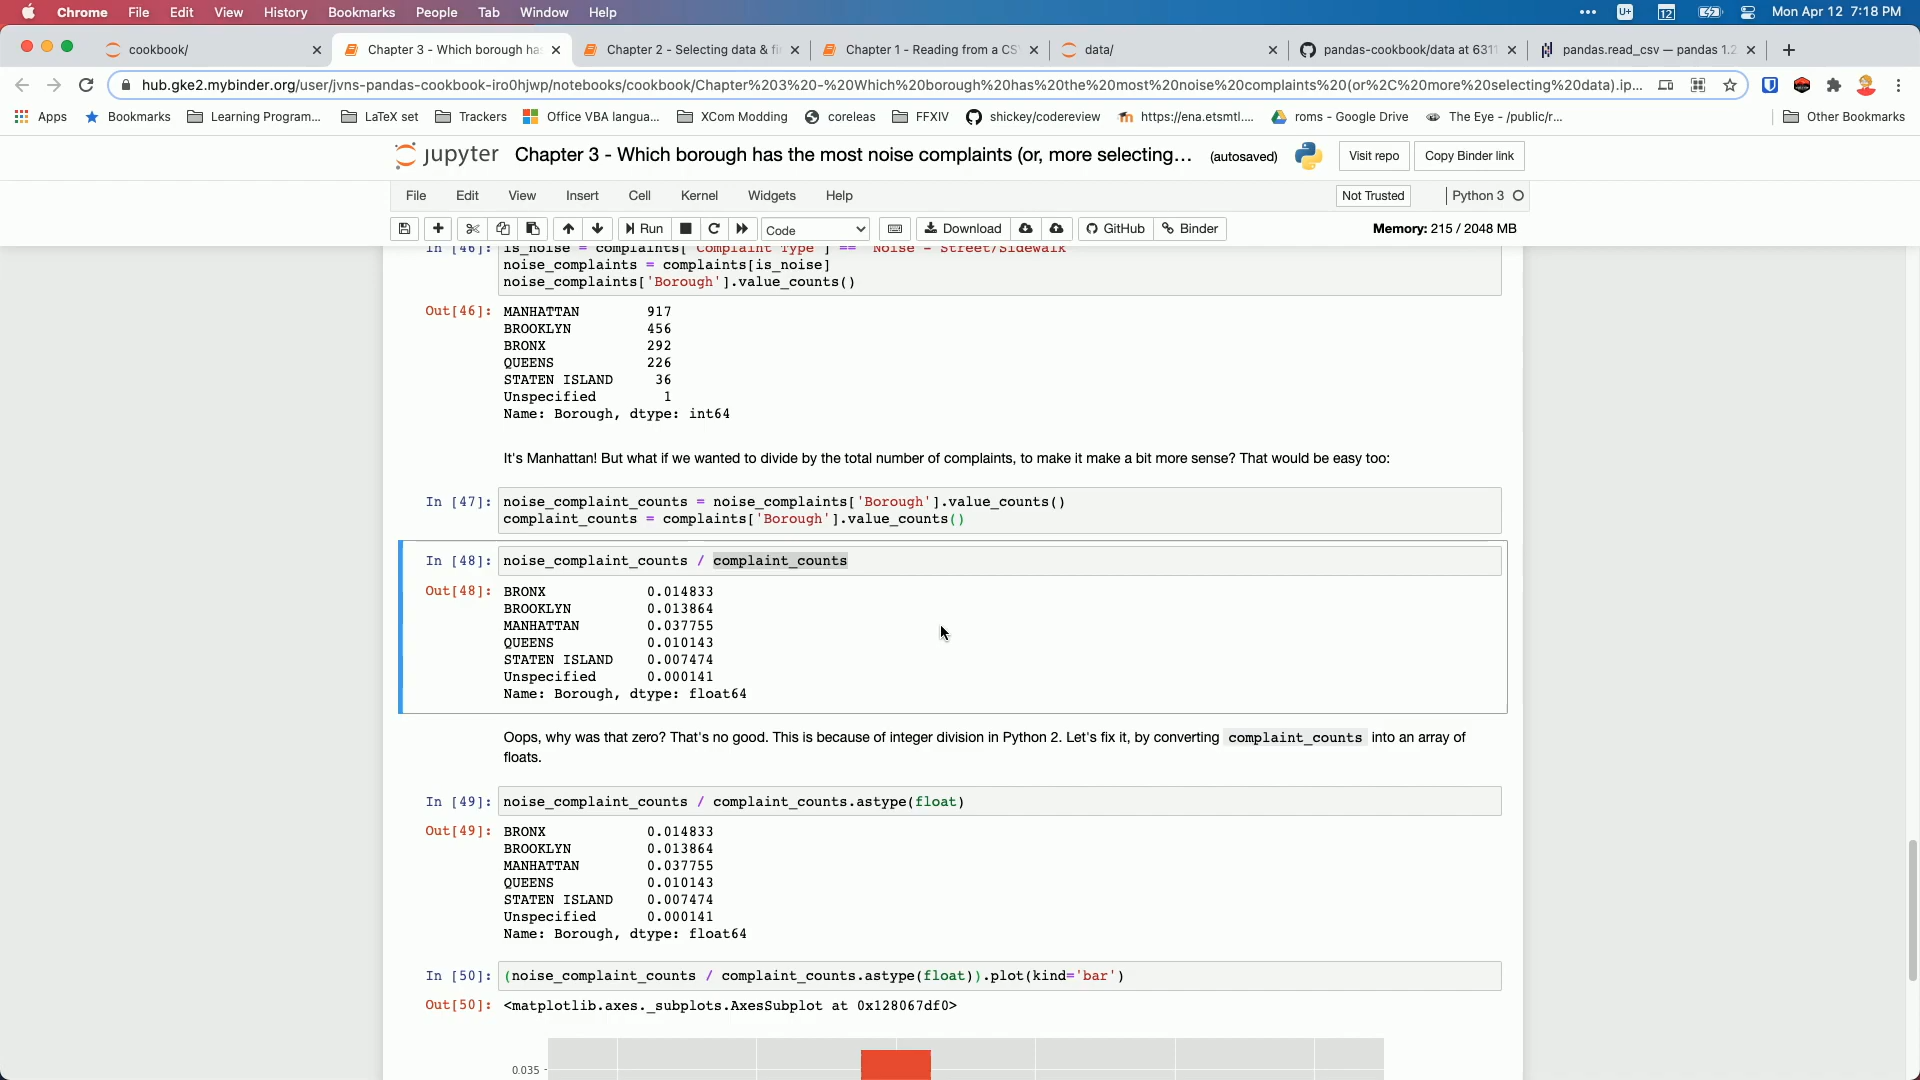 Chrome File Edit View History Bookmarks People Tab Window Help ••• U+ 12 Mon Apr 12 7:18 PM
cookbook/ Chapter 3 - Which borough ha Chapter 2 - Selecting data & fi Chapter 1 - Reading from a CS data/ pandas-cookbook/data at 6311 pandas.read_csv — pandas 1.2
hub.gke2.mybinder.org/user/jvns-pandas-cookbook-iro0hjwp/notebooks/cookbook/Chapter%203%20-%20Which%20borough%20has%20the%20most%20noise%20complaints%20(or%2C%20more%20selecting%20data).ip...
Apps Bookmarks Learning Program... LaTeX set Trackers Office VBA langua... XCom Modding coreleas FFXIV shickey/codereview https://ena.etsmtl.... roms - Google Drive The Eye - /public/r... Other Bookmarks
jupyter Chapter 3 - Which borough has the most noise complaints (or, more selecting... (autosaved) Visit repo Copy Binder link
File Edit View Insert Cell Kernel Widgets Help Not Trusted Python 3
Run Code Download GitHub Binder Memory: 215 / 2048 MB
In [46]: is_noise = complaints['Complaint Type'] == "Noise - Street/Sidewalk"
noise_complaints = complaints[is_noise]
noise_complaints['Borough'].value_counts()
Out[46]: MANHATTAN 917
BROOKLYN 456
BRONX 292
QUEENS 226
STATEN ISLAND 36
Unspecified 1
Name: Borough, dtype: int64
It's Manhattan! But what if we wanted to divide by the total number of complaints, to make it make a bit more sense? That would be easy too:
In [47]: noise_complaint_counts = noise_complaints['Borough'].value_counts()
complaint_counts = complaints['Borough'].value_counts()
In [48]: noise_complaint_counts / complaint_counts
Out[48]: BRONX 0.014833
BROOKLYN 0.013864
MANHATTAN 0.037755
QUEENS 0.010143
STATEN ISLAND 0.007474
Unspecified 0.000141
Name: Borough, dtype: float64
Oops, why was that zero? That's no good. This is because of integer division in Python 2. Let's fix it, by converting complaint_counts into an array of
floats.
In [49]: noise_complaint_counts / complaint_counts.astype(float)
Out[49]: BRONX 0.014833
BROOKLYN 0.013864
MANHATTAN 0.037755
QUEENS 0.010143
STATEN ISLAND 0.007474
Unspecified 0.000141
Name: Borough, dtype: float64
In [50]: (noise_complaint_counts / complaint_counts.astype(float)).plot(kind='bar')
Out[50]: <matplotlib.axes._subplots.AxesSubplot at 0x128067df0>
0.035